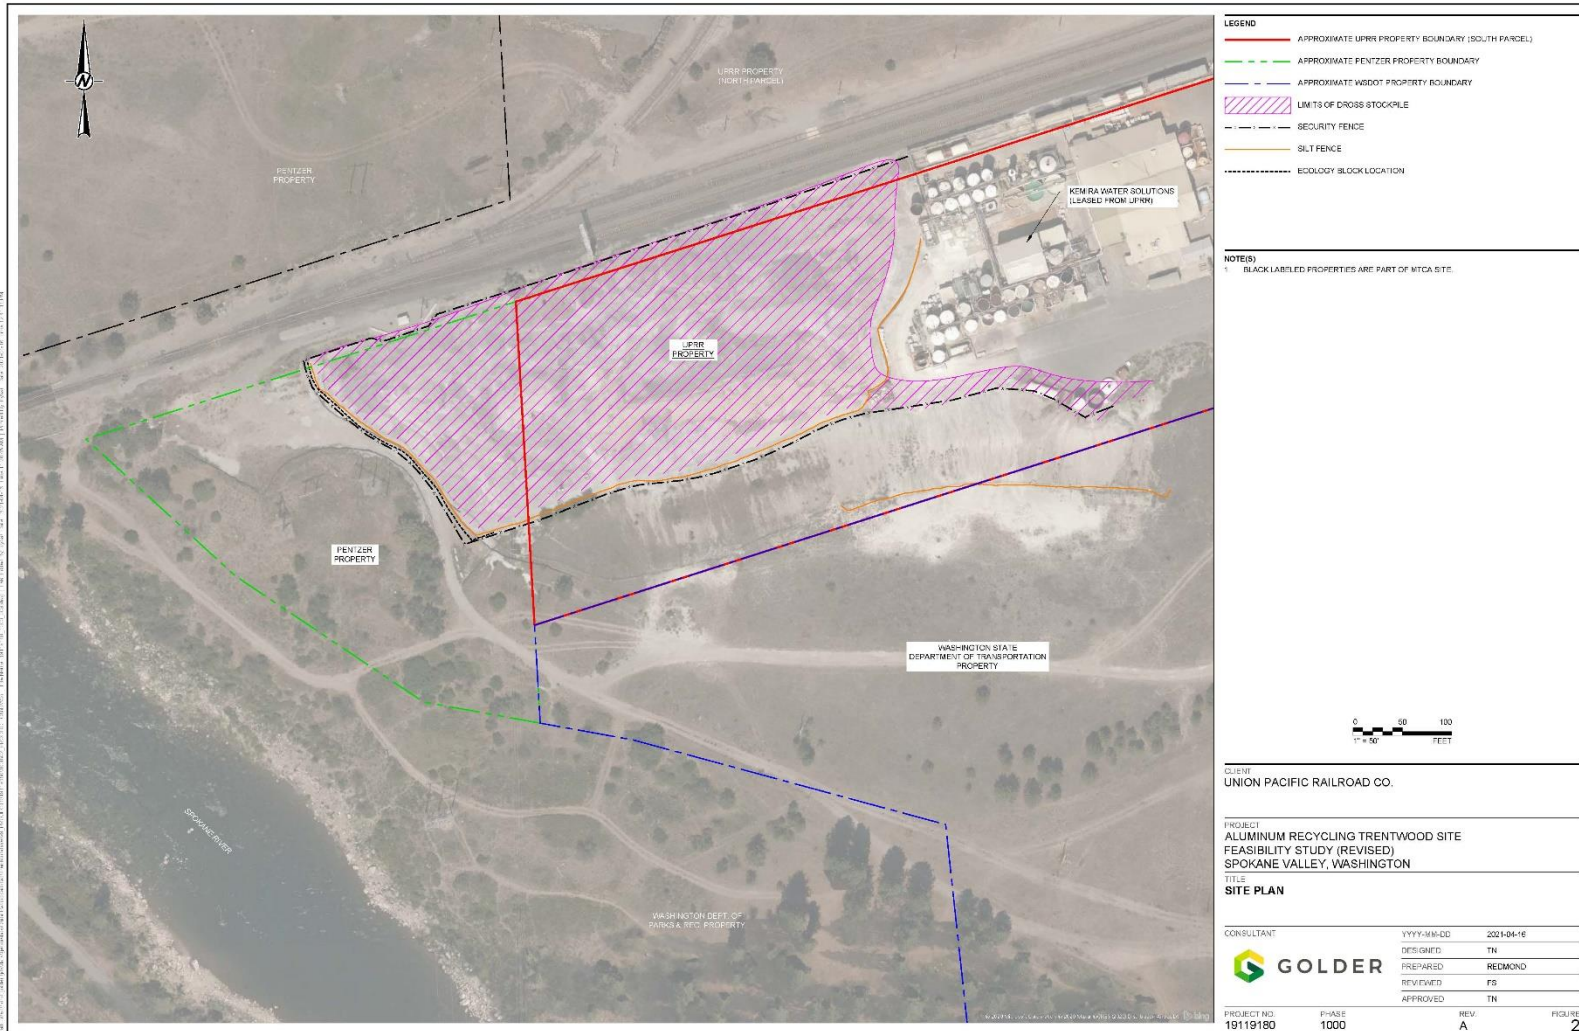 N
UPRR PROPERTY
(NORTH PARCEL)
PENTZER
PROPERTY
KEMIRA WATER SOLUTIONS
(LEASED FROM UPRR)
UPRR
PROPERTY
PENTZER
PROPERTY
WASHINGTON STATE
DEPARTMENT OF TRANSPORTATION
PROPERTY
SPOKANE RIVER
WASHINGTON DEPT. OF
PARKS & REC. PROPERTY
LEGEND
APPROXIMATE UPRR PROPERTY BOUNDARY (SOUTH PARCEL)
APPROXIMATE PENTZER PROPERTY BOUNDARY
APPROXIMATE WSDOT PROPERTY BOUNDARY
LIMITS OF DROSS STOCKPILE
SECURITY FENCE
SILT FENCE
ECOLOGY BLOCK LOCATION
NOTE(S)
1 BLACK LABELED PROPERTIES ARE PART OF MTCA SITE.
0 50 100
1" = 50' FEET
CLIENT
UNION PACIFIC RAILROAD CO.
PROJECT
ALUMINUM RECYCLING TRENTWOOD SITE
FEASIBILITY STUDY (REVISED)
SPOKANE VALLEY, WASHINGTON
TITLE
SITE PLAN
CONSULTANT
GOLDER
YYYY-MM-DD 2021-04-16
DESIGNED TN
PREPARED REDMOND
REVIEWED FS
APPROVED TN
PROJECT NO. PHASE REV. FIGURE
19119180 1000 A 2